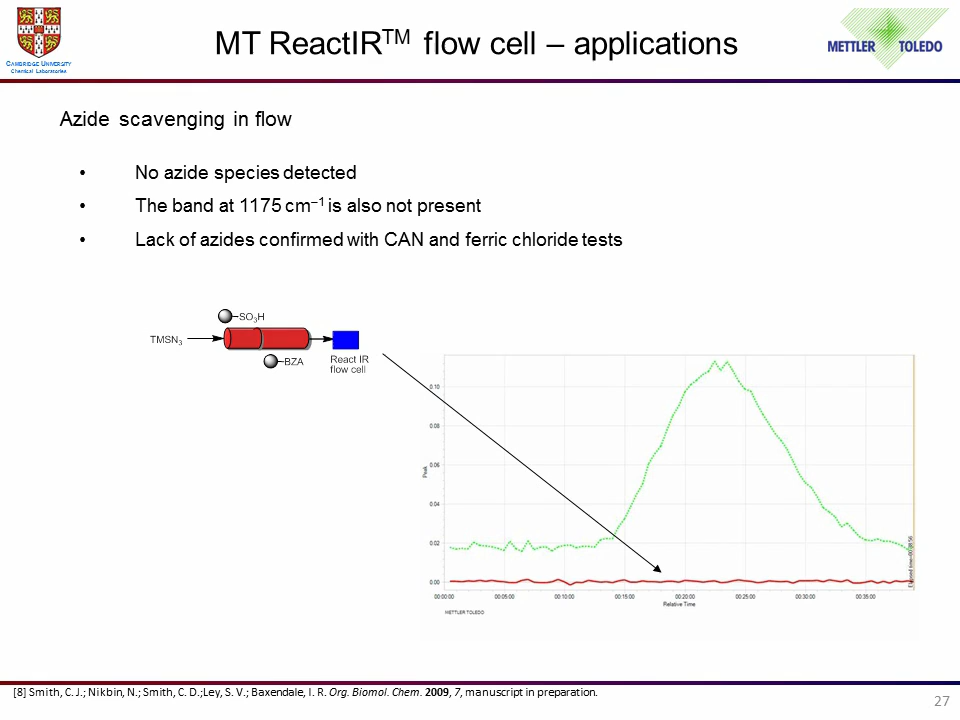 CAMBRIDGE UNIVERSITY
Chemical Laboratories
MT ReactIR™ flow cell – applications
METTLER TOLEDO
Azide scavenging in flow
• No azide species detected
• The band at 1175 cm⁻¹ is also not present
• Lack of azides confirmed with CAN and ferric chloride tests
SO₃H
TMSN₃
BZA
React IR
flow cell
0.10
0.08
Peak
0.06
0.04
0.02
0.00
00:00:00 00:05:00 00:10:00 00:15:00 00:20:00 00:25:00 00:30:00 00:35:00
Relative Time
METTLER TOLEDO
[8] Smith, C. J.; Nikbin, N.; Smith, C. D.;Ley, S. V.; Baxendale, I. R. Org. Biomol. Chem. 2009, 7, manuscript in preparation.
27